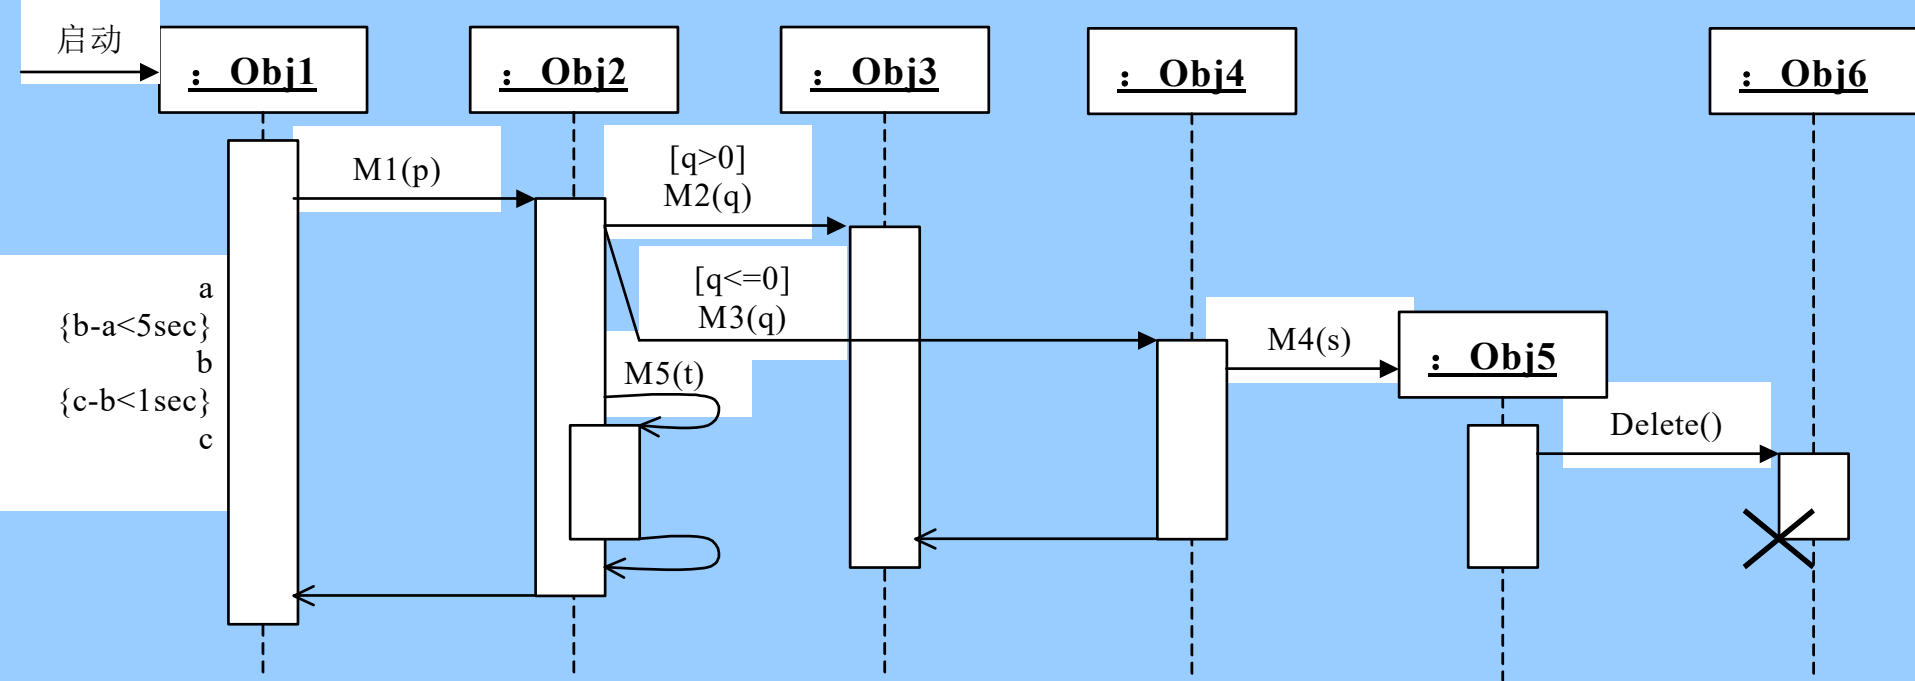 启动
： Obj1
： Obj2
： Obj3
： Obj4
： Obj6
M1(p)
[q>0]
M2(q)
[q<=0]
M3(q)
a
{b-a<5sec}
b
{c-b<1sec}
c
M5(t)
M4(s)
： Obj5
Delete()